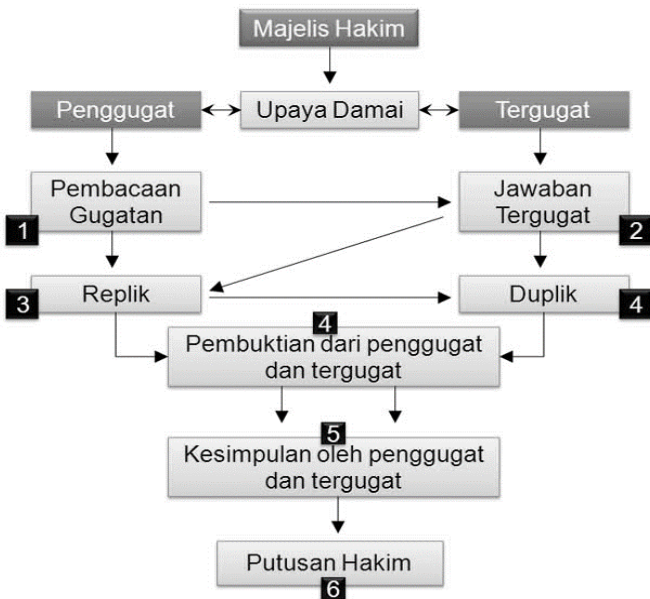 Majelis Hakim
Penggugat
Upaya Damai
Tergugat
Pembacaan
Gugatan
1
Jawaban
Tergugat
2
Replik
3
Duplik
4
4
Pembuktian dari penggugat
dan tergugat
5
Kesimpulan oleh penggugat
dan tergugat
Putusan Hakim
6